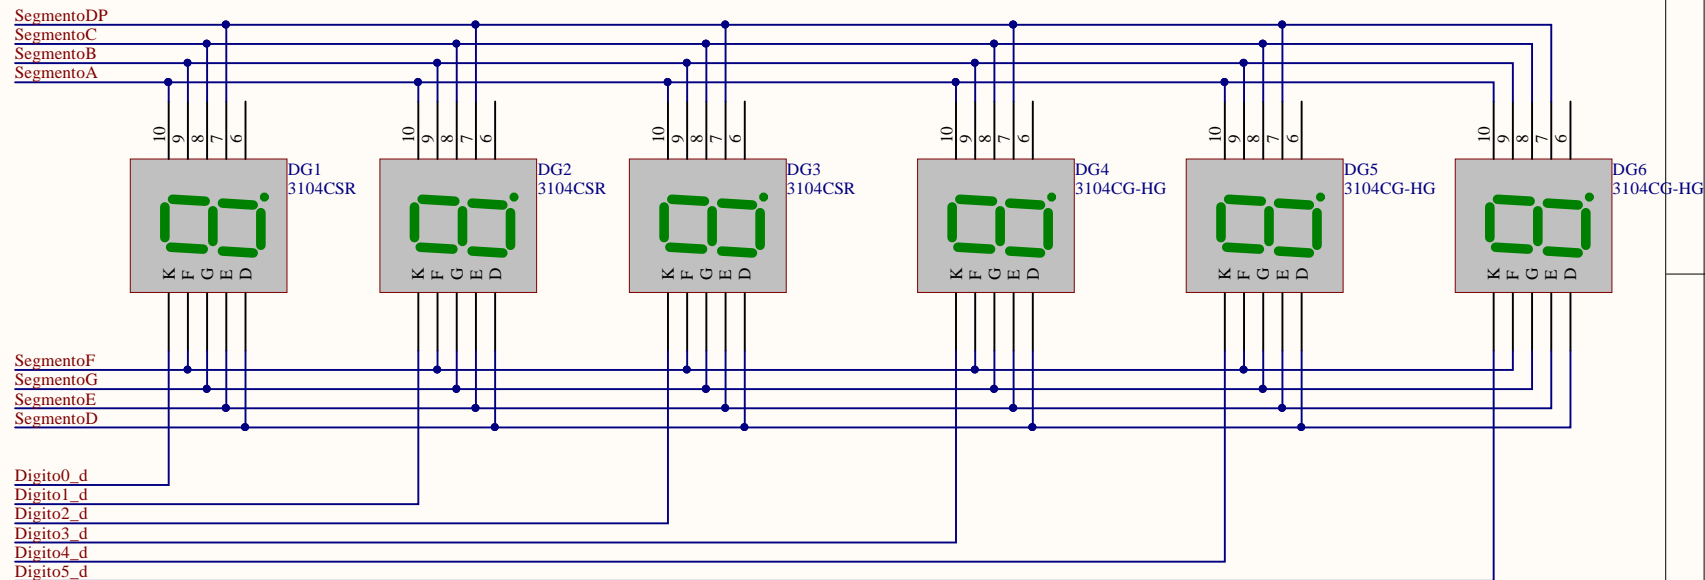 SegmentoDP
SegmentoC
SegmentoB
SegmentoA
10 9 8 7 6 10 9 8 7 6 10 9 8 7 6 10 9 8 7 6 10 9 8 7 6 10 9 8 7 6
DG1 DG2 DG3 DG4 DG5 DG6
3104CSR 3104CSR 3104CSR 3104CG-HG 3104CG-HG 3104CG-HG
K F G E D K F G E D K F G E D K F G E D K F G E D K F G E D
SegmentoF
SegmentoG
SegmentoE
SegmentoD
Digito0_d
Digito1_d
Digito2_d
Digito3_d
Digito4_d
Digito5_d